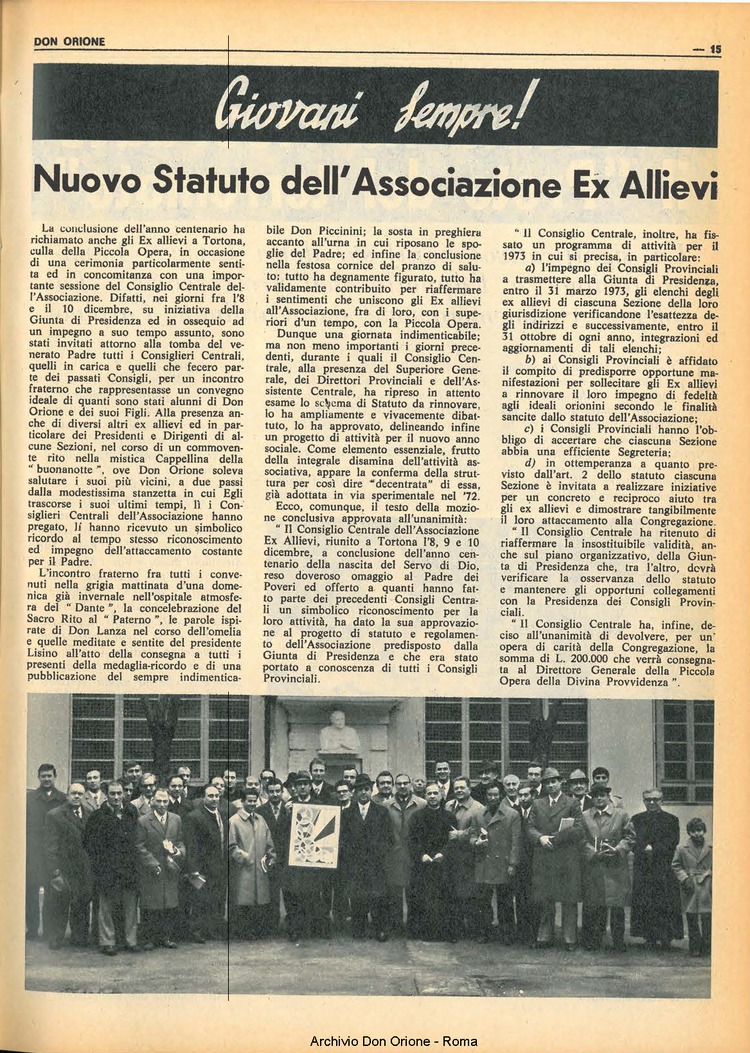 DON ORIONE
— 15
Giovani Sempre!
Nuovo Statuto dell'Associazione Ex Allievi
La conclusione dell'anno centenario ha
richiamato anche gli Ex allievi a Tortona,
culla della Piccola Opera, in occasione
di una cerimonia particolarmente senti-
ta ed in concomitanza con una impor-
tante sessione del Consiglio Centrale del-
l'Associazione. Difatti, nei giorni fra l'8
e il 10 dicembre, su iniziativa della
Giunta di Presidenza ed in ossequio ad
un impegno a suo tempo assunto, sono
stati invitati attorno alla tomba del ve-
nerato Padre tutti i Consiglieri Centrali,
quelli in carica e quelli che fecero par-
te dei passati Consigli, per un incontro
fraterno che rappresentasse un convegno
ideale di quanti sono stati alunni di Don
Orione e dei suoi Figli. Alla presenza an-
che di diversi altri ex allievi ed in par-
ticolare dei Presidenti e Dirigenti di al-
cune Sezioni, nel corso di un commoven-
te rito nella mistica Cappellina della
" buonanotte ", ove Don Orione soleva
salutare i suoi più vicini, a due passi
dalla modestissima stanzetta in cui Egli
trascorse i suoi ultimi tempi, lì i Con-
siglieri Centrali dell'Associazione hanno
pregato, lí hanno ricevuto un simbolico
ricordo al tempo stesso riconoscimento
ed impegno dell'attaccamento costante
per il Padre.
L'incontro fraterno fra tutti i conve-
nuti nella grigia mattinata d'una dome-
nica già invernale nell'ospitale atmosfe-
ra del " Dante ", la concelebrazione del
Sacro Rito al " Paterno ", le parole ispi-
rate di Don Lanza nel corso dell'omelia
e quelle meditate e sentite del presidente
Lisino all'atto della consegna a tutti i
presenti della medaglia-ricordo e di una
pubblicazione del sempre indimentica-
bile Don Piccinini; la sosta in preghiera
accanto all'urna in cui riposano le spo-
glie del Padre; ed infine la conclusione
nella festosa cornice del pranzo di salu-
to: tutto ha degnamente figurato, tutto ha
validamente contribuito per riaffermare
i sentimenti che uniscono gli Ex allievi
all'Associazione, fra di loro, con i supe-
riori d'un tempo, con la Piccola Opera.
Dunque una giornata indimenticabile;
ma non meno importanti i giorni prece-
denti, durante i quali il Consiglio Cen-
trale, alla presenza del Superiore Gene-
rale, dei Direttori Provinciali e dell'As-
sistente Centrale, ha ripreso in attento
esame lo schema di Statuto da rinnovare,
lo ha ampliamente e vivacemente dibat-
tuto, lo ha approvato, delineando infine
un progetto di attività per il nuovo anno
sociale. Come elemento essenziale, frutto
della integrale disamina dell'attività as-
sociativa, appare la conferma della strut-
tura per così dire "decentrata" di essa,
già adottata in via sperimentale nel '72.
Ecco, comunque, il testo della mozio-
ne conclusiva approvata all'unanimità:
" Il Consiglio Centrale dell'Associazione
Ex Allievi, riunito a Tortona l'8, 9 e 10
dicembre, a conclusione dell'anno cen-
tenario della nascita del Servo di Dio,
reso doveroso omaggio al Padre dei
Poveri ed offerto a quanti hanno fat-
to parte dei precedenti Consigli Centra-
li un simbolico riconoscimento per la
loro attività, ha dato la sua approvazio-
ne al progetto di statuto e regolamen-
to dell'Associazione predisposto dalla
Giunta di Presidenza e che era stato
portato a conoscenza di tutti i Consigli
Provinciali.
" Il Consiglio Centrale, inoltre, ha fis-
sato un programma di attività per il
1973 in cui si precisa, in particolare:
a) l'impegno dei Consigli Provinciali
a trasmettere alla Giunta di Presidenza,
entro il 31 marzo 1973, gli elenchi degli
ex allievi di ciascuna Sezione della loro
giurisdizione verificandone l'esattezza de-
gli indirizzi e successivamente, entro il
31 ottobre di ogni anno, integrazioni ed
aggiornamenti di tali elenchi;
b) ai Consigli Provinciali è affidato
il compito di predisporre opportune ma-
nifestazioni per sollecitare gli Ex allievi
a rinnovare il loro impegno di fedeltà
agli ideali orionini secondo le finalità
sancite dallo statuto dell'Associazione;
c) i Consigli Provinciali hanno l'ob-
bligo di accertare che ciascuna Sezione
abbia una efficiente Segreteria;
d) in ottemperanza a quanto pre-
visto dall'art. 2 dello statuto ciascuna
Sezione è invitata a realizzare iniziative
per un concreto e reciproco aiuto tra
gli ex allievi e dimostrare tangibilmente
il loro attaccamento alla Congregazione.
" Il Consiglio Centrale ha ritenuto di
riaffermare la insostituibile validità, an-
che sul piano organizzativo, della Giun-
ta di Presidenza che, tra l'altro, dovrà
verificare la osservanza dello statuto
e mantenere gli opportuni collegamenti
con la Presidenza dei Consigli Provin-
ciali.
" Il Consiglio Centrale ha, infine, de-
ciso all'unanimità di devolvere, per un'
opera di carità della Congregazione, la
somma di L. 200.000 che verrà consegna-
ta al Direttore Generale della Piccola
Opera della Divina Provvidenza ".
Archivio Don Orione - Roma